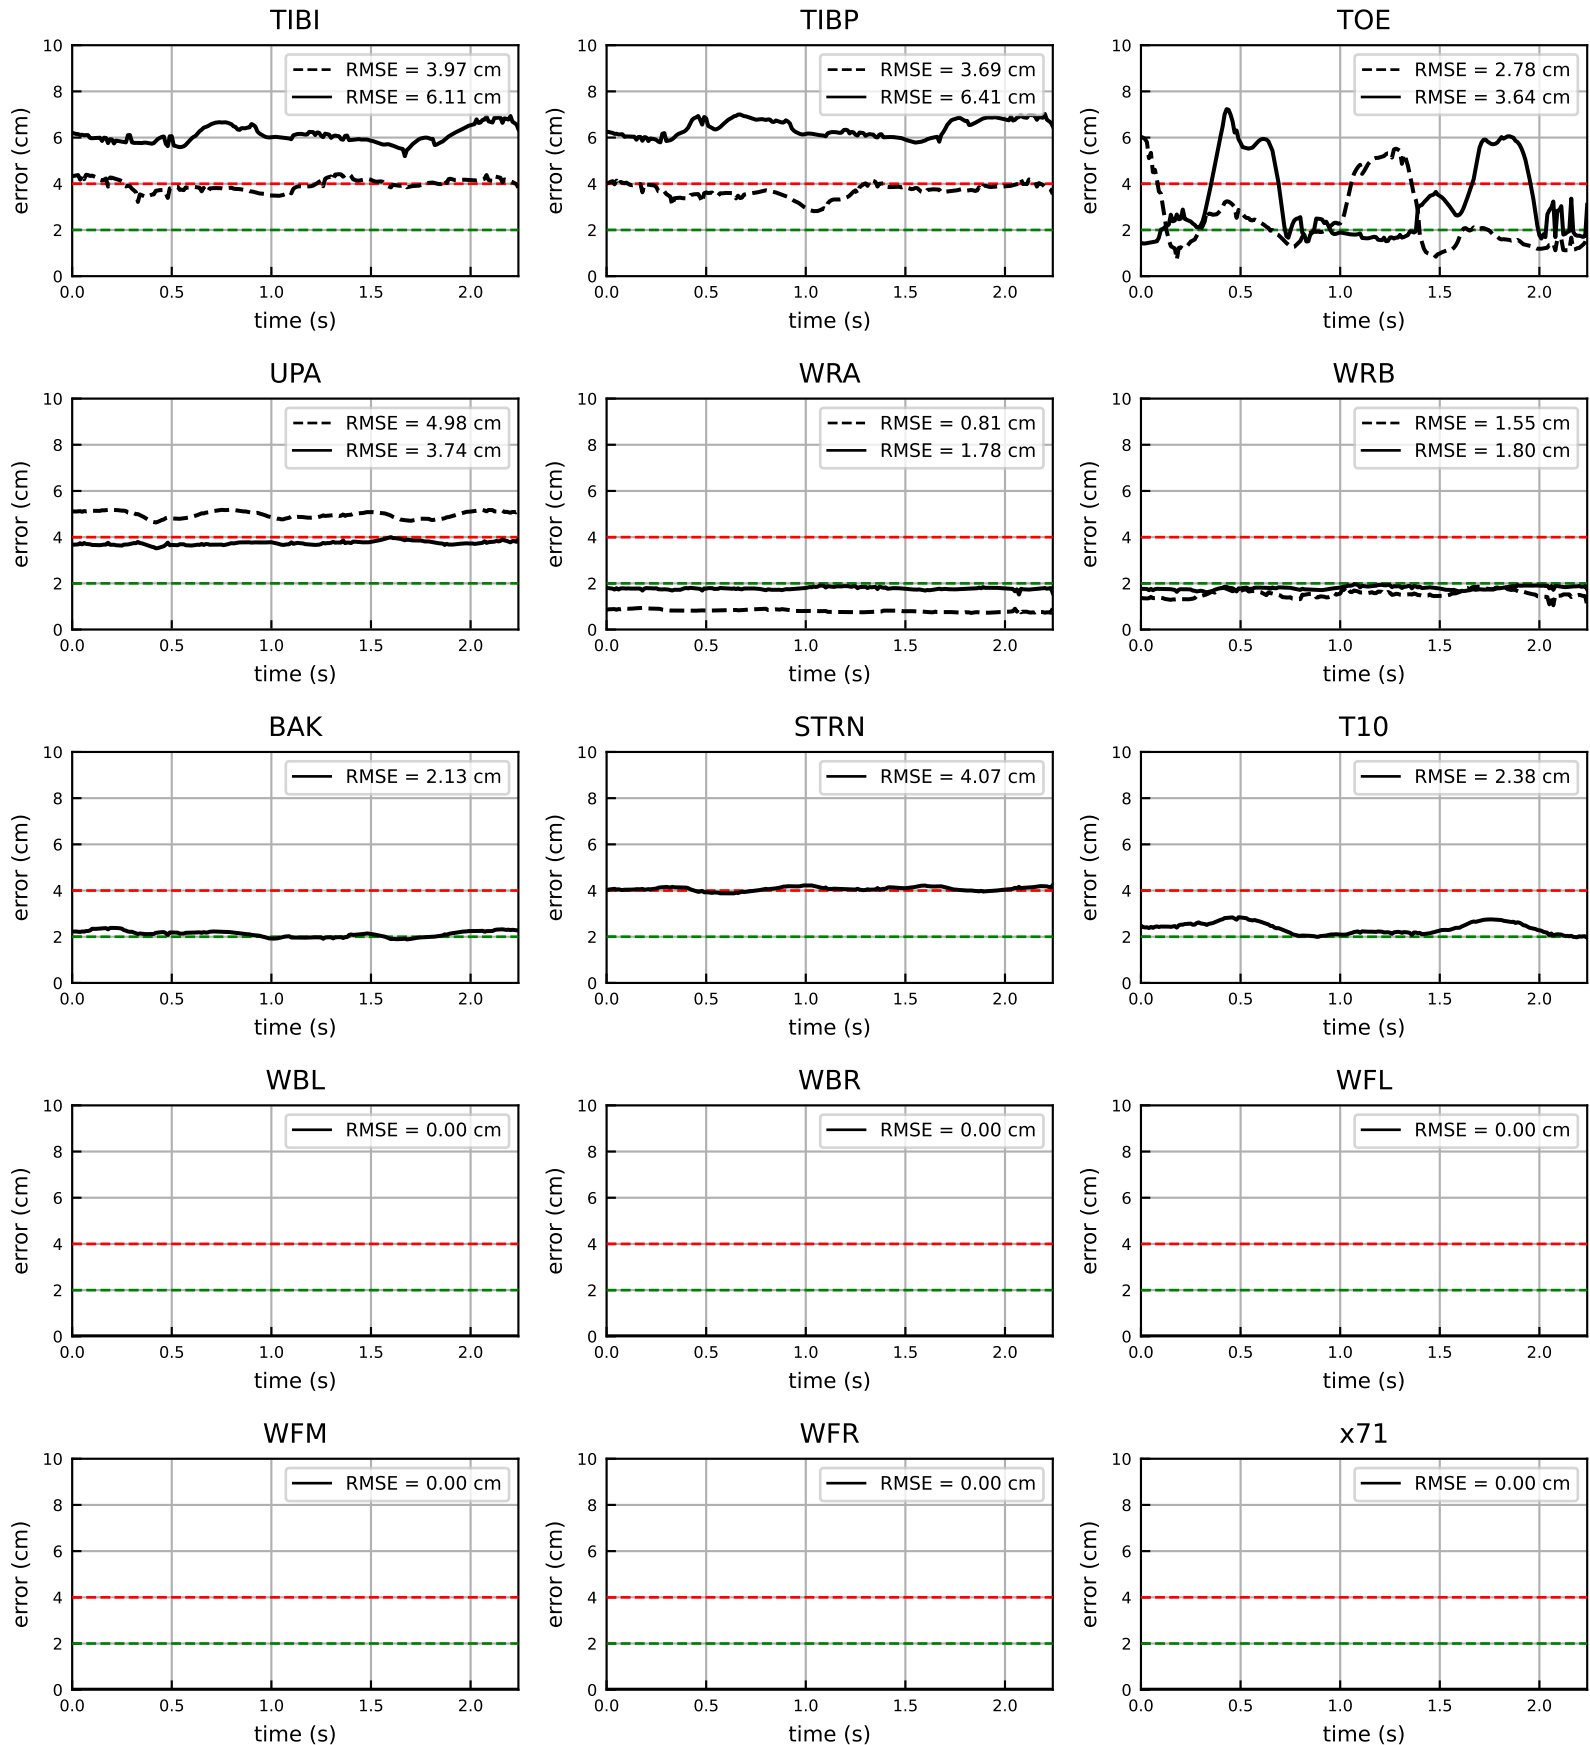 TIBI
TIBP
TOE
10
8
6
4
2
0
error (cm)
RMSE = 3.97 cm
RMSE = 6.11 cm
0.0 0.5 1.0 1.5 2.0
time (s)
10
8
6
4
2
0
error (cm)
RMSE = 3.69 cm
RMSE = 6.41 cm
0.0 0.5 1.0 1.5 2.0
time (s)
10
8
6
4
2
0
error (cm)
RMSE = 2.78 cm
RMSE = 3.64 cm
0.0 0.5 1.0 1.5 2.0
time (s)
UPA
WRA
WRB
10
8
6
4
2
0
error (cm)
RMSE = 4.98 cm
RMSE = 3.74 cm
0.0 0.5 1.0 1.5 2.0
time (s)
10
8
6
4
2
0
error (cm)
RMSE = 0.81 cm
RMSE = 1.78 cm
0.0 0.5 1.0 1.5 2.0
time (s)
10
8
6
4
2
0
error (cm)
RMSE = 1.55 cm
RMSE = 1.80 cm
0.0 0.5 1.0 1.5 2.0
time (s)
BAK
STRN
T10
10
8
6
4
2
0
error (cm)
RMSE = 2.13 cm
0.0 0.5 1.0 1.5 2.0
time (s)
10
8
6
4
2
0
error (cm)
RMSE = 4.07 cm
0.0 0.5 1.0 1.5 2.0
time (s)
10
8
6
4
2
0
error (cm)
RMSE = 2.38 cm
0.0 0.5 1.0 1.5 2.0
time (s)
WBL
WBR
WFL
10
8
6
4
2
0
error (cm)
RMSE = 0.00 cm
0.0 0.5 1.0 1.5 2.0
time (s)
10
8
6
4
2
0
error (cm)
RMSE = 0.00 cm
0.0 0.5 1.0 1.5 2.0
time (s)
10
8
6
4
2
0
error (cm)
RMSE = 0.00 cm
0.0 0.5 1.0 1.5 2.0
time (s)
WFM
WFR
x71
10
8
6
4
2
0
error (cm)
RMSE = 0.00 cm
0.0 0.5 1.0 1.5 2.0
time (s)
10
8
6
4
2
0
error (cm)
RMSE = 0.00 cm
0.0 0.5 1.0 1.5 2.0
time (s)
10
8
6
4
2
0
error (cm)
RMSE = 0.00 cm
0.0 0.5 1.0 1.5 2.0
time (s)